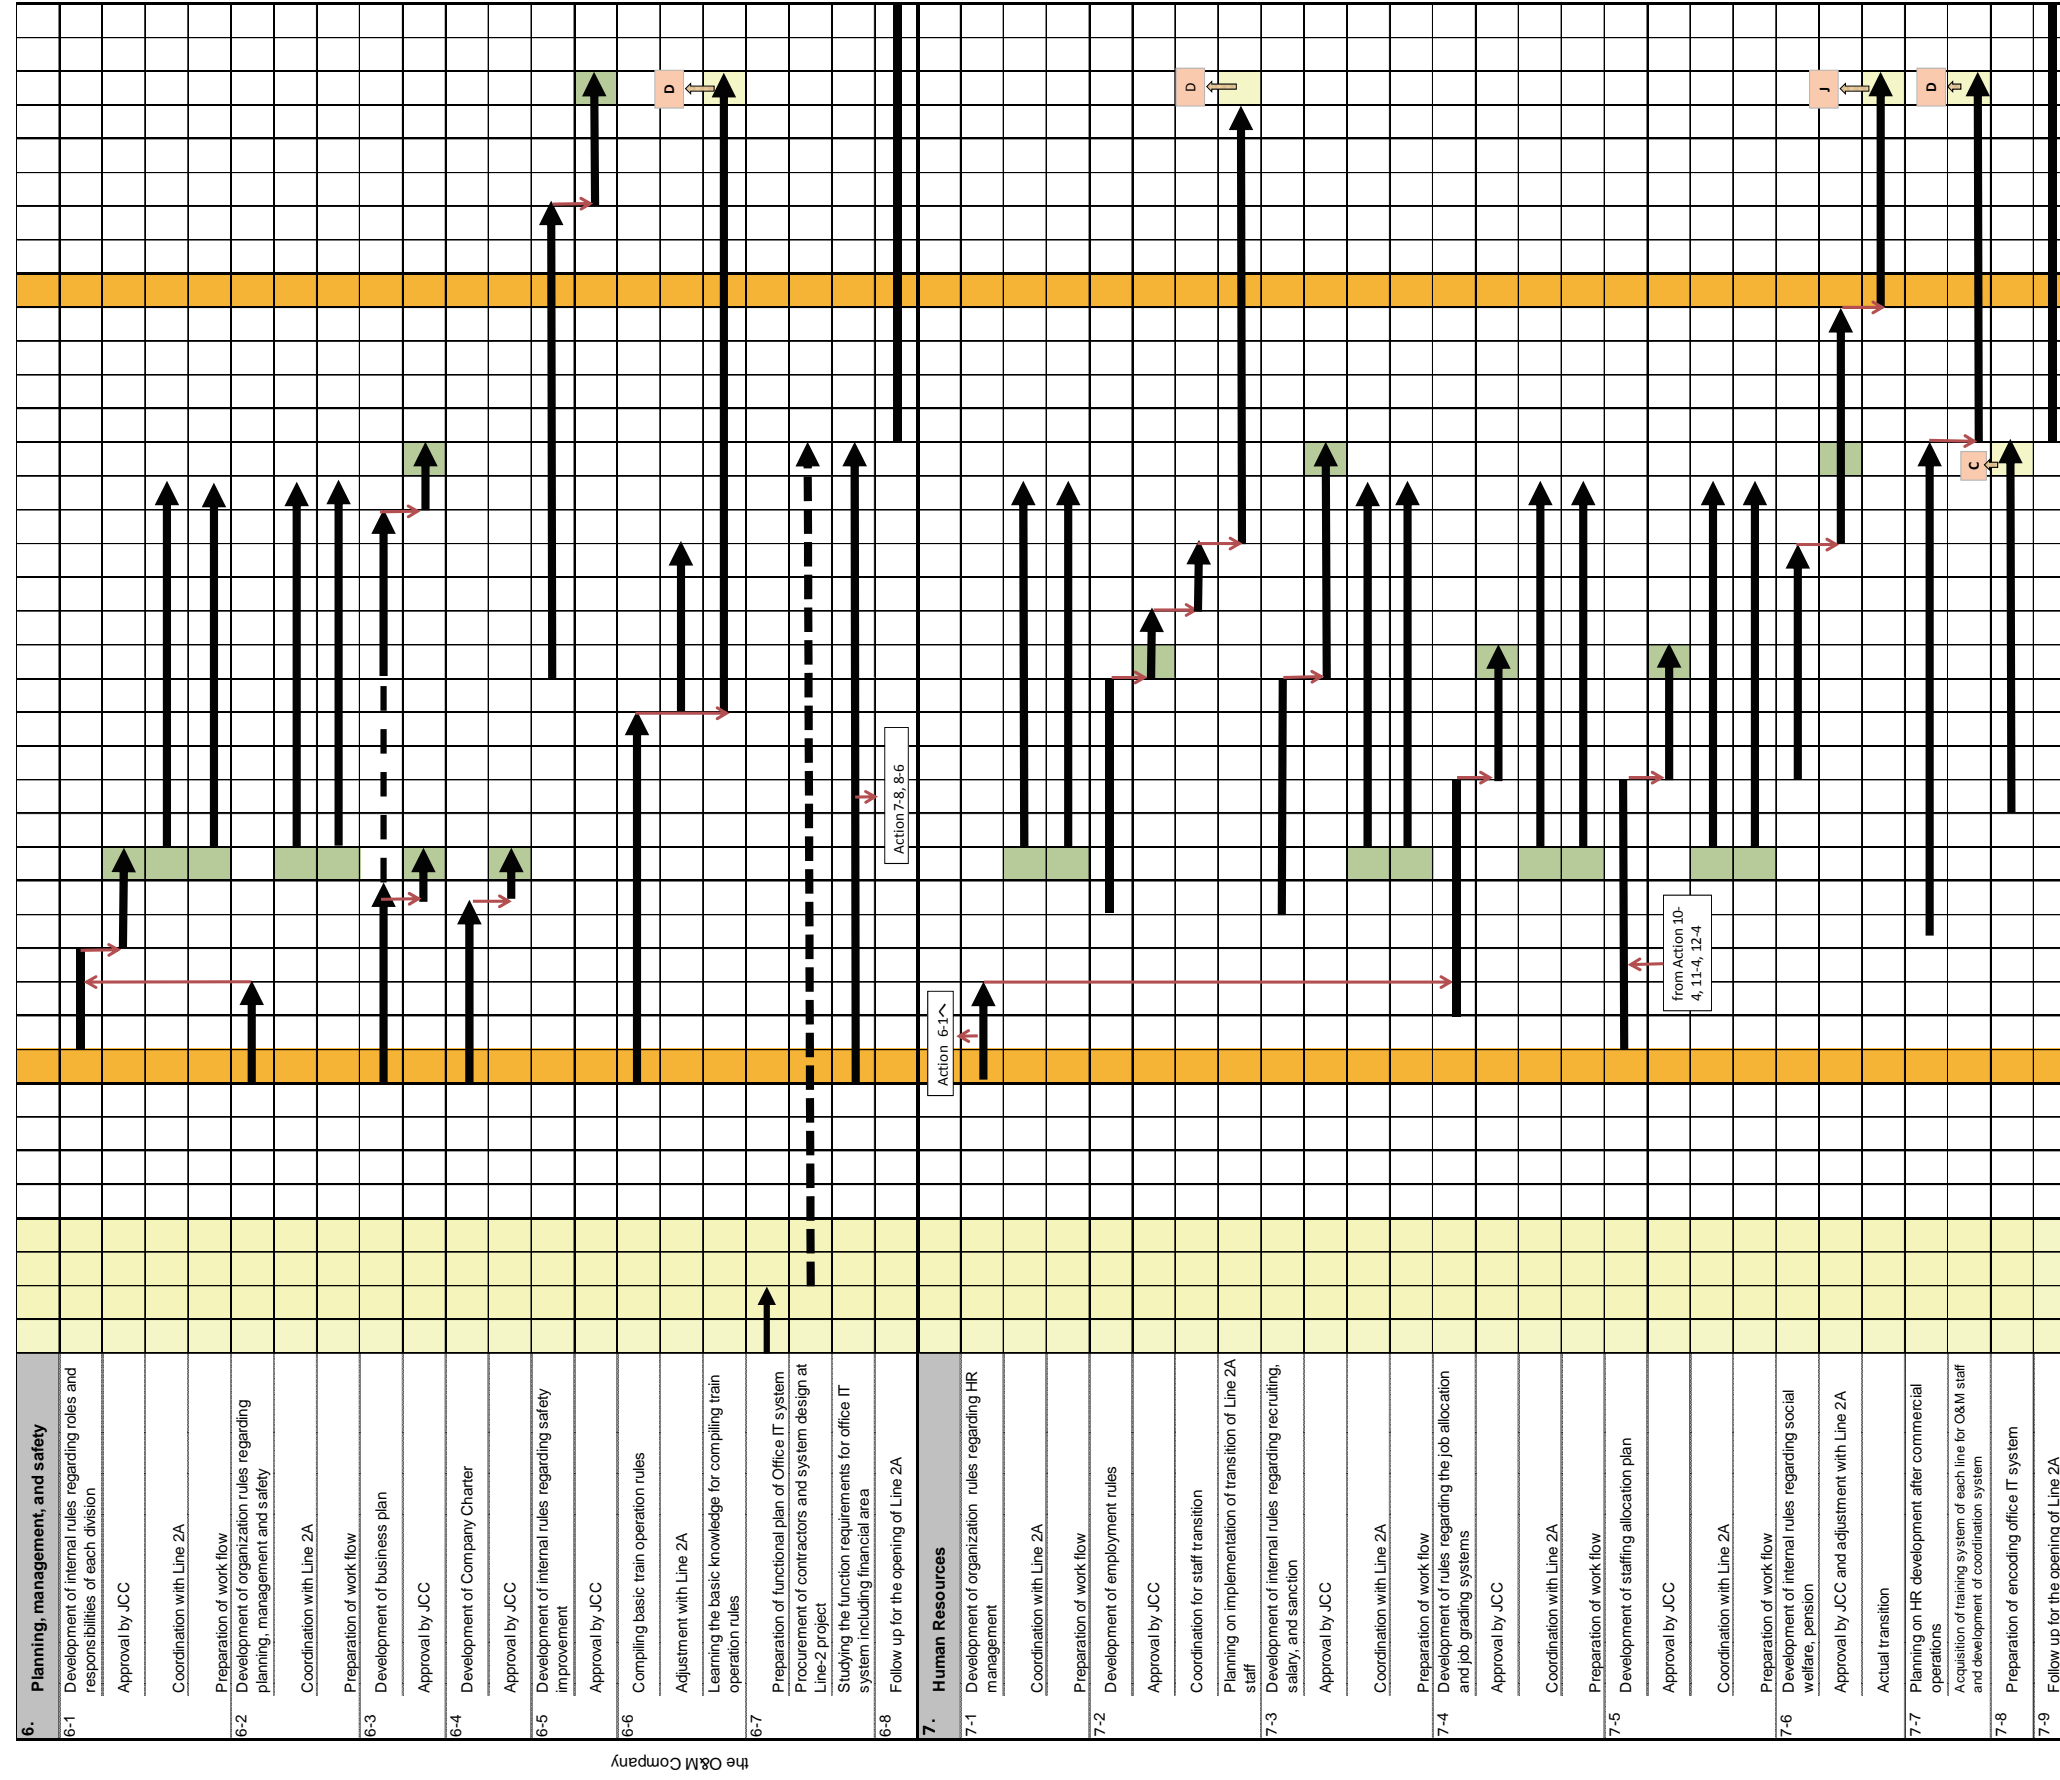 6. Planning, management, and safety
6-1 Development of internal rules regarding roles and
responsibilities of each division
Approval by JCC
Coordination with Line 2A
Preparation of work flow
6-2 Development of organization rules regarding
planning, management and safety
Coordination with Line 2A
Preparation of work flow
6-3 Development of business plan
Approval by JCC
6-4 Development of Company Charter
Approval by JCC
6-5 Development of internal rules regarding safety
improvement
Approval by JCC
6-6 Compiling basic train operation rules
Adjustment with Line 2A
D
Learning the basic knowledge for compiling train
operation rules
6-7 Preparation of functional plan of Office IT system
Procurement of contractors and system design at
Line-2 project
Studying the function requirements for office IT
system including financial area
6-8 Follow up for the opening of Line 2A
Action 7-8, 8-6
7. Human Resources
Action 6-1へ
7-1 Development of organization rules regarding HR
management
Coordination with Line 2A
Preparation of work flow
7-2 Development of employment rules
Approval by JCC
Coordination for staff transition
D
Planning on implementation of transition of Line 2A
staff
7-3 Development of internal rules regarding recruiting,
salary, and sanction
Approval by JCC
Coordination with Line 2A
Preparation of work flow
7-4 Development of rules regarding the job allocation
and job grading systems
Approval by JCC
Coordination with Line 2A
Preparation of work flow
7-5 Development of staffing allocation plan
Approval by JCC
from Action 10-
4, 11-4, 12-4
Coordination with Line 2A
Preparation of work flow
7-6 Development of internal rules regarding social
welfare, pension
Approval by JCC and adjustment with Line 2A
J
Actual transition
7-7 Planning on HR development after commercial
operations
D
Acquisition of training system of each line for O&M staff
and development of coordination system
C
7-8 Preparation of encoding office IT system
7-9 Follow up for the opening of Line 2A
the O&M Company